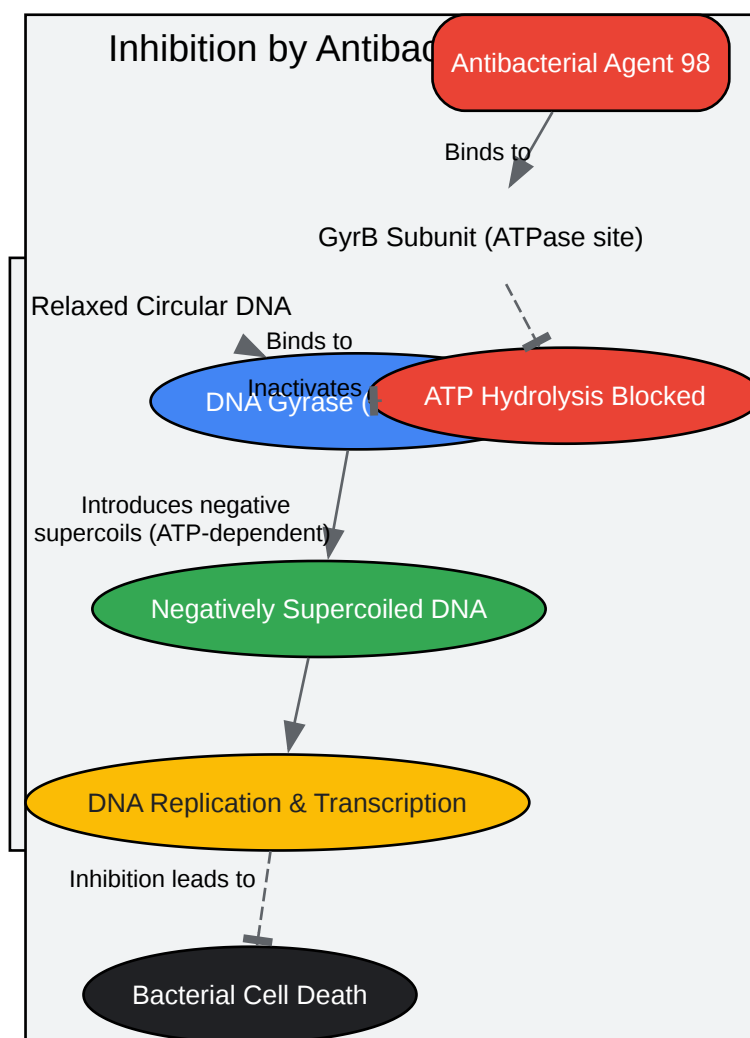 Inhibition by Antibac
Antibacterial Agent 98
Binds to
GyrB Subunit (ATPase site)
Relaxed Circular DNA
Binds to
Inactivates
DNA Gyrase (
ATP Hydrolysis Blocked
Introduces negative
supercoils (ATP-dependent)
Negatively Supercoiled DNA
DNA Replication & Transcription
Inhibition leads to
Bacterial Cell Death